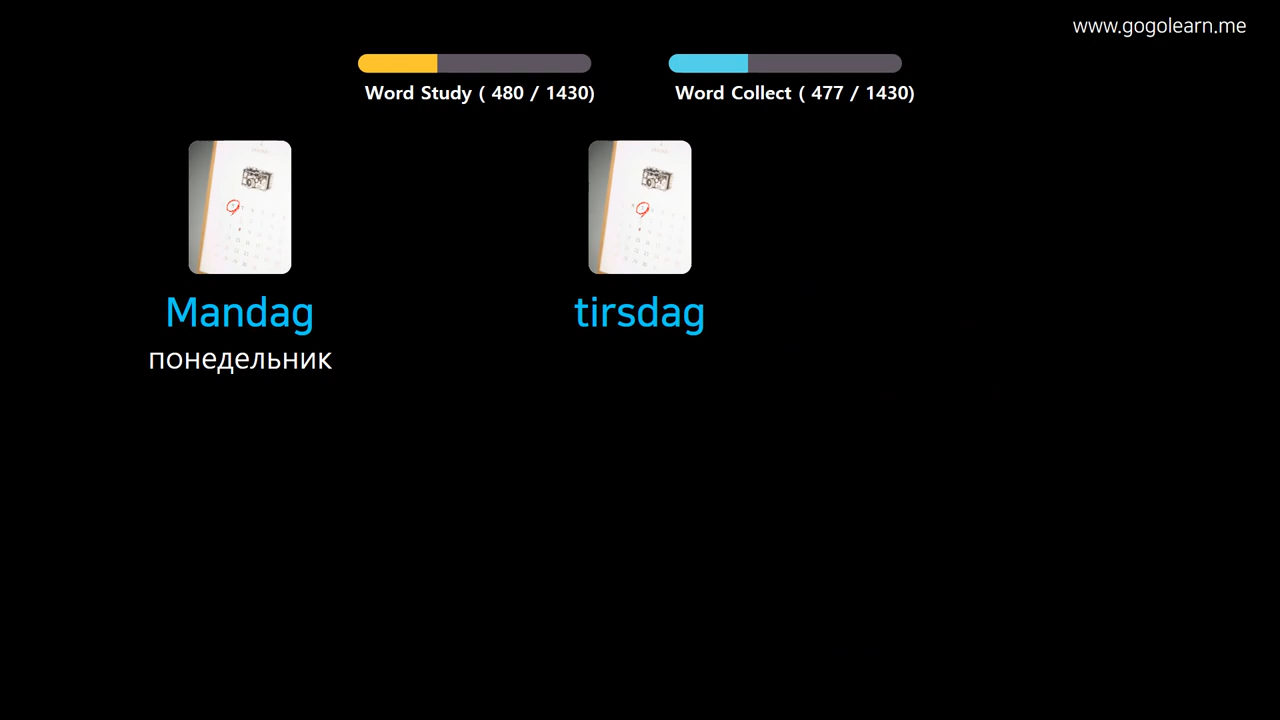 www.gogolearn.me
Word Study ( 480 / 1430)
Word Collect ( 477 / 1430)
Mandag
понедельник
tirsdag